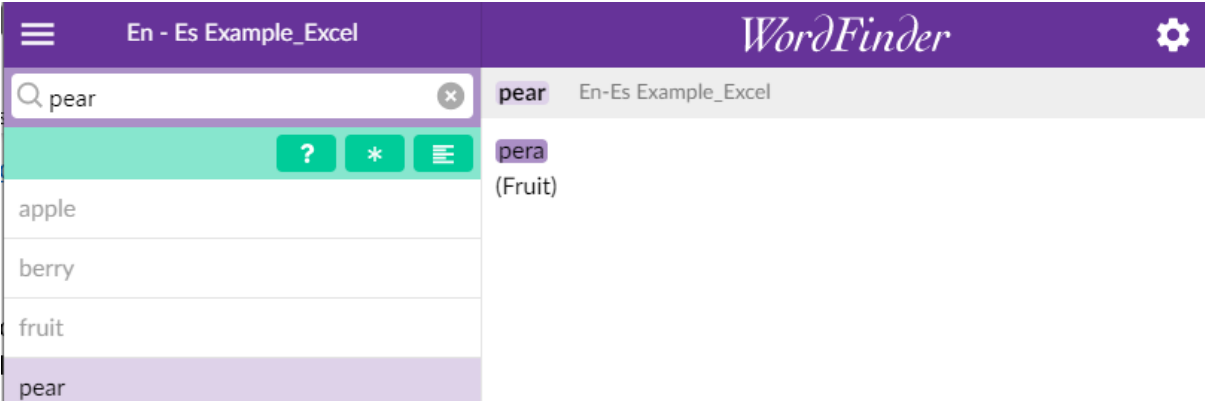 En - Es Example_Excel
WordFinder
pear
? *
apple
berry
fruit
pear
pear En-Es Example_Excel
pera
(Fruit)